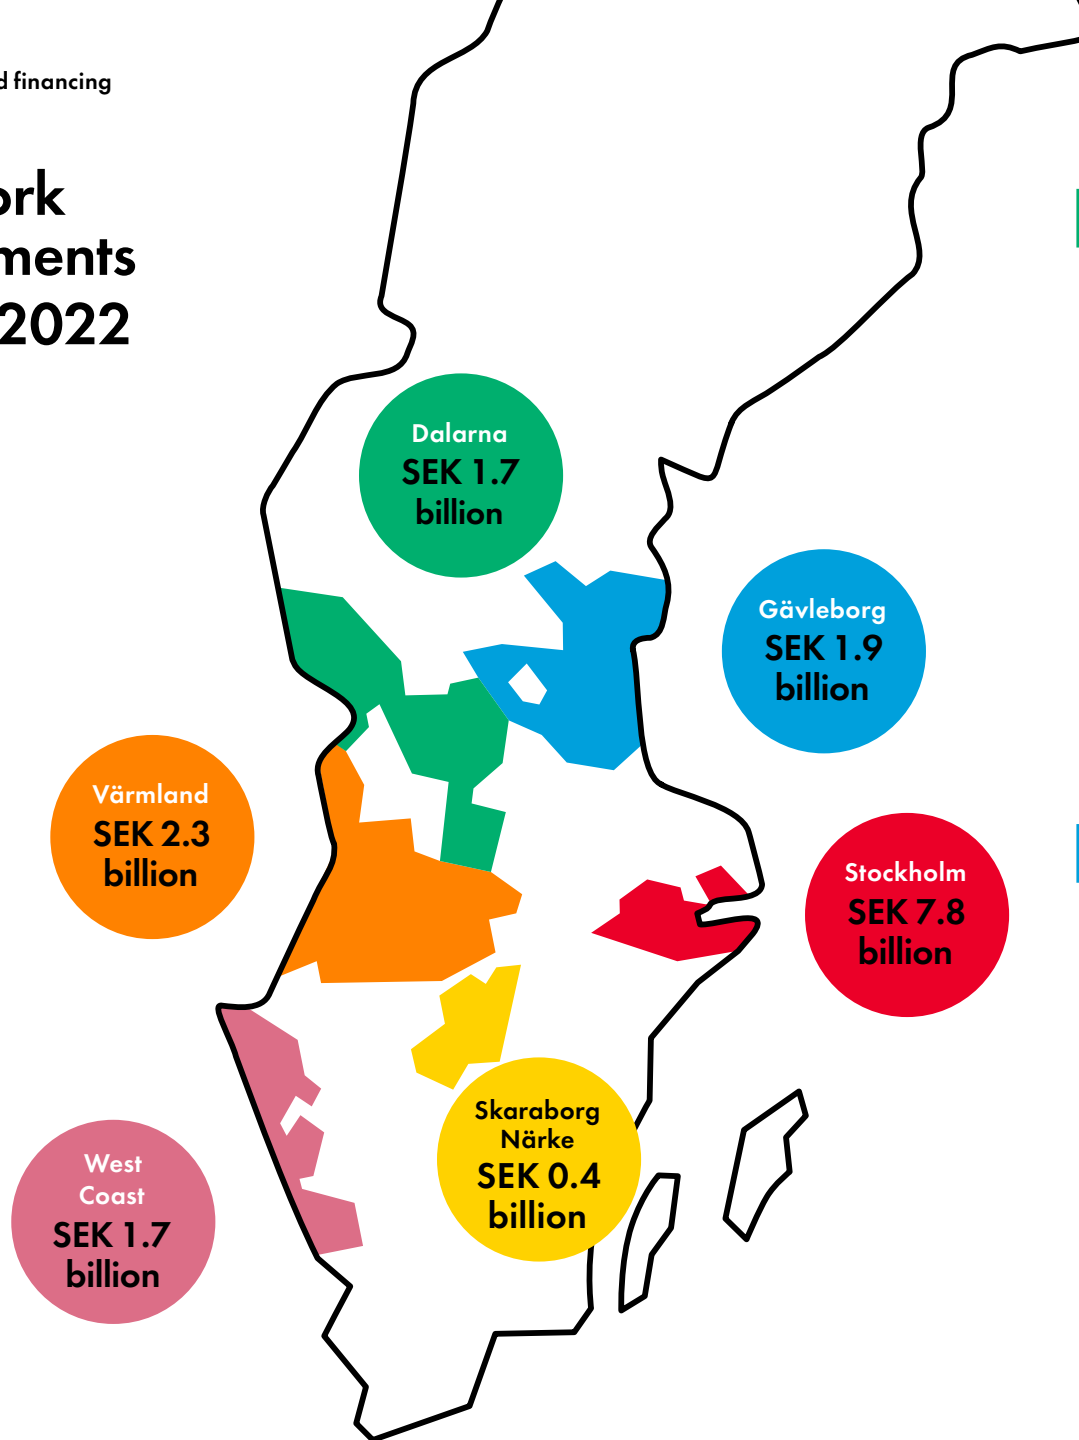 d financing
ork
ments
2022
Dalarna
SEK 1.7
billion
Gävleborg
SEK 1.9
billion
Värmland
SEK 2.3
billion
Stockholm
SEK 7.8
billion
Skaraborg
Närke
SEK 0.4
billion
West
Coast
SEK 1.7
billion